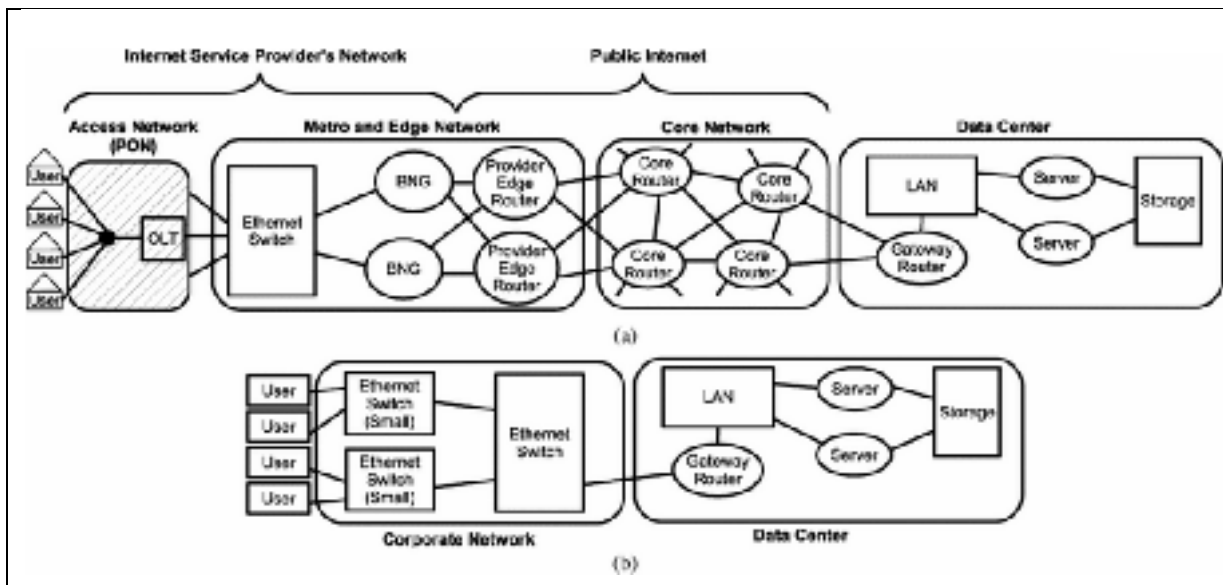 Internet Service Provider's Network
Public Internet
Access Network
(PON)
Metro and Edge Network
Core Network
Data Center
User
User
User
User
OLT
Ethernet
Switch
BNG
BNG
Provider
Edge
Router
Provider
Edge
Router
Core
Router
Core
Router
Core
Router
Core
Router
LAN
Gateway
Router
Server
Server
Storage
(a)
User
User
User
User
Ethernet
Switch
(Small)
Ethernet
Switch
(Small)
Ethernet
Switch
LAN
Gateway
Router
Server
Server
Storage
Corporate Network
Data Center
(b)